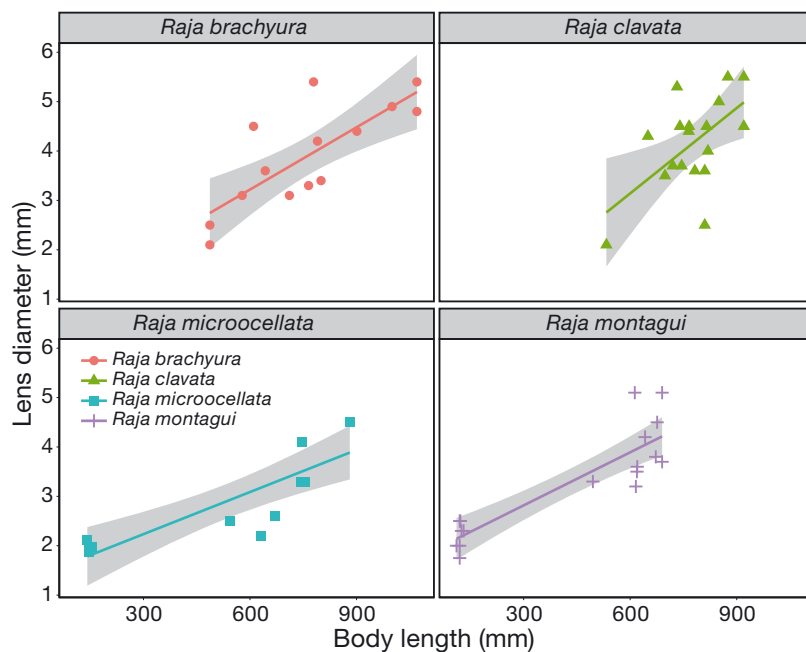 Raja brachyura
Raja clavata
6
5
4
3
2
1
Raja microocellata
Raja montagui
Raja brachyura
Raja clavata
Raja microocellata
Raja montagui
6
5
4
3
2
1
Lens diameter (mm)
300 600 900 300 600 900
Body length (mm)